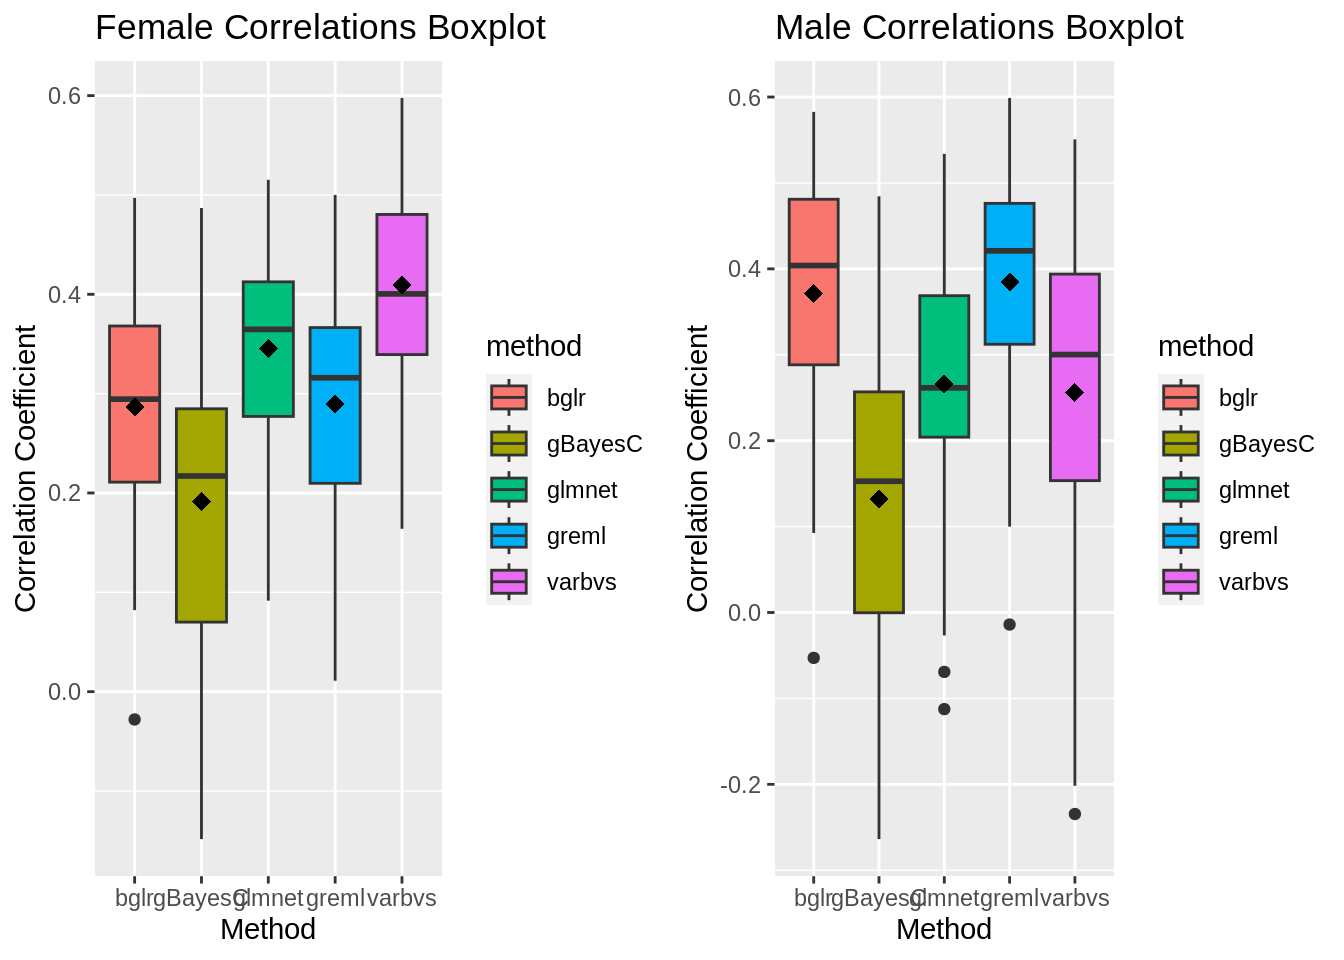 Female Correlations Boxplot
Correlation Coefficient
0.6
0.4
0.2
0.0
bglr
gBayesC
glmnet
greml
varbvs
Method
method
bglr
gBayesC
glmnet
greml
varbvs
Male Correlations Boxplot
Correlation Coefficient
0.6
0.4
0.2
0.0
-0.2
bglr
gBayesC
glmnet
greml
varbvs
Method
method
bglr
gBayesC
glmnet
greml
varbvs